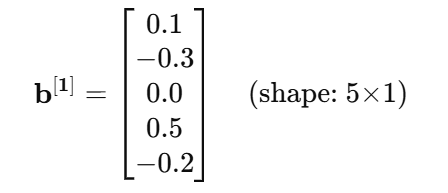 b[1] = [0.1 −0.3 0.0 0.5 −0.2] (shape: 5×1)